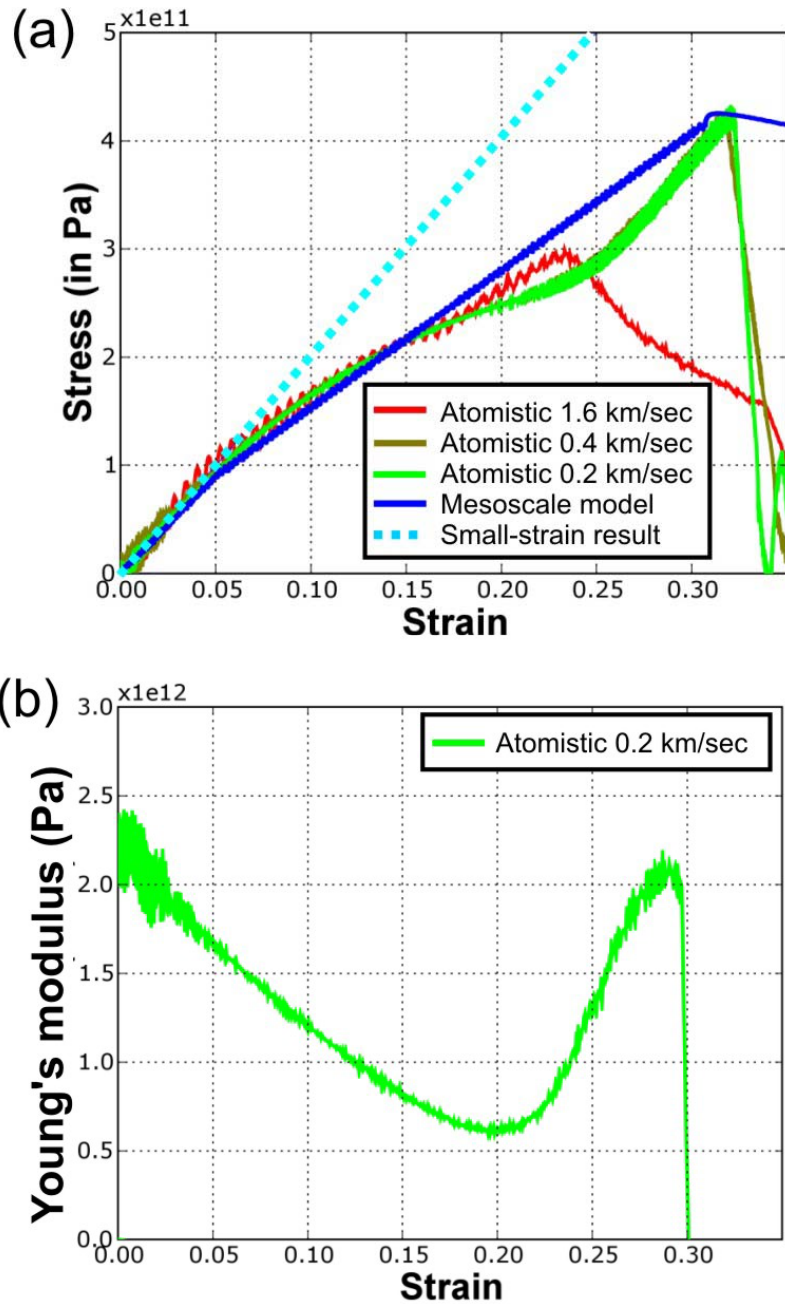 (a)
x1e11
5
4
3
2
1
0
Stress (in Pa)
Atomistic 1.6 km/sec
Atomistic 0.4 km/sec
Atomistic 0.2 km/sec
Mesoscale model
Small-strain result
0.00 0.05 0.10 0.15 0.20 0.25 0.30
Strain
(b)
x1e12
3.0
2.5
2.0
1.5
1.0
0.5
0.0
Young's modulus (Pa)
Atomistic 0.2 km/sec
0.00 0.05 0.10 0.15 0.20 0.25 0.30
Strain